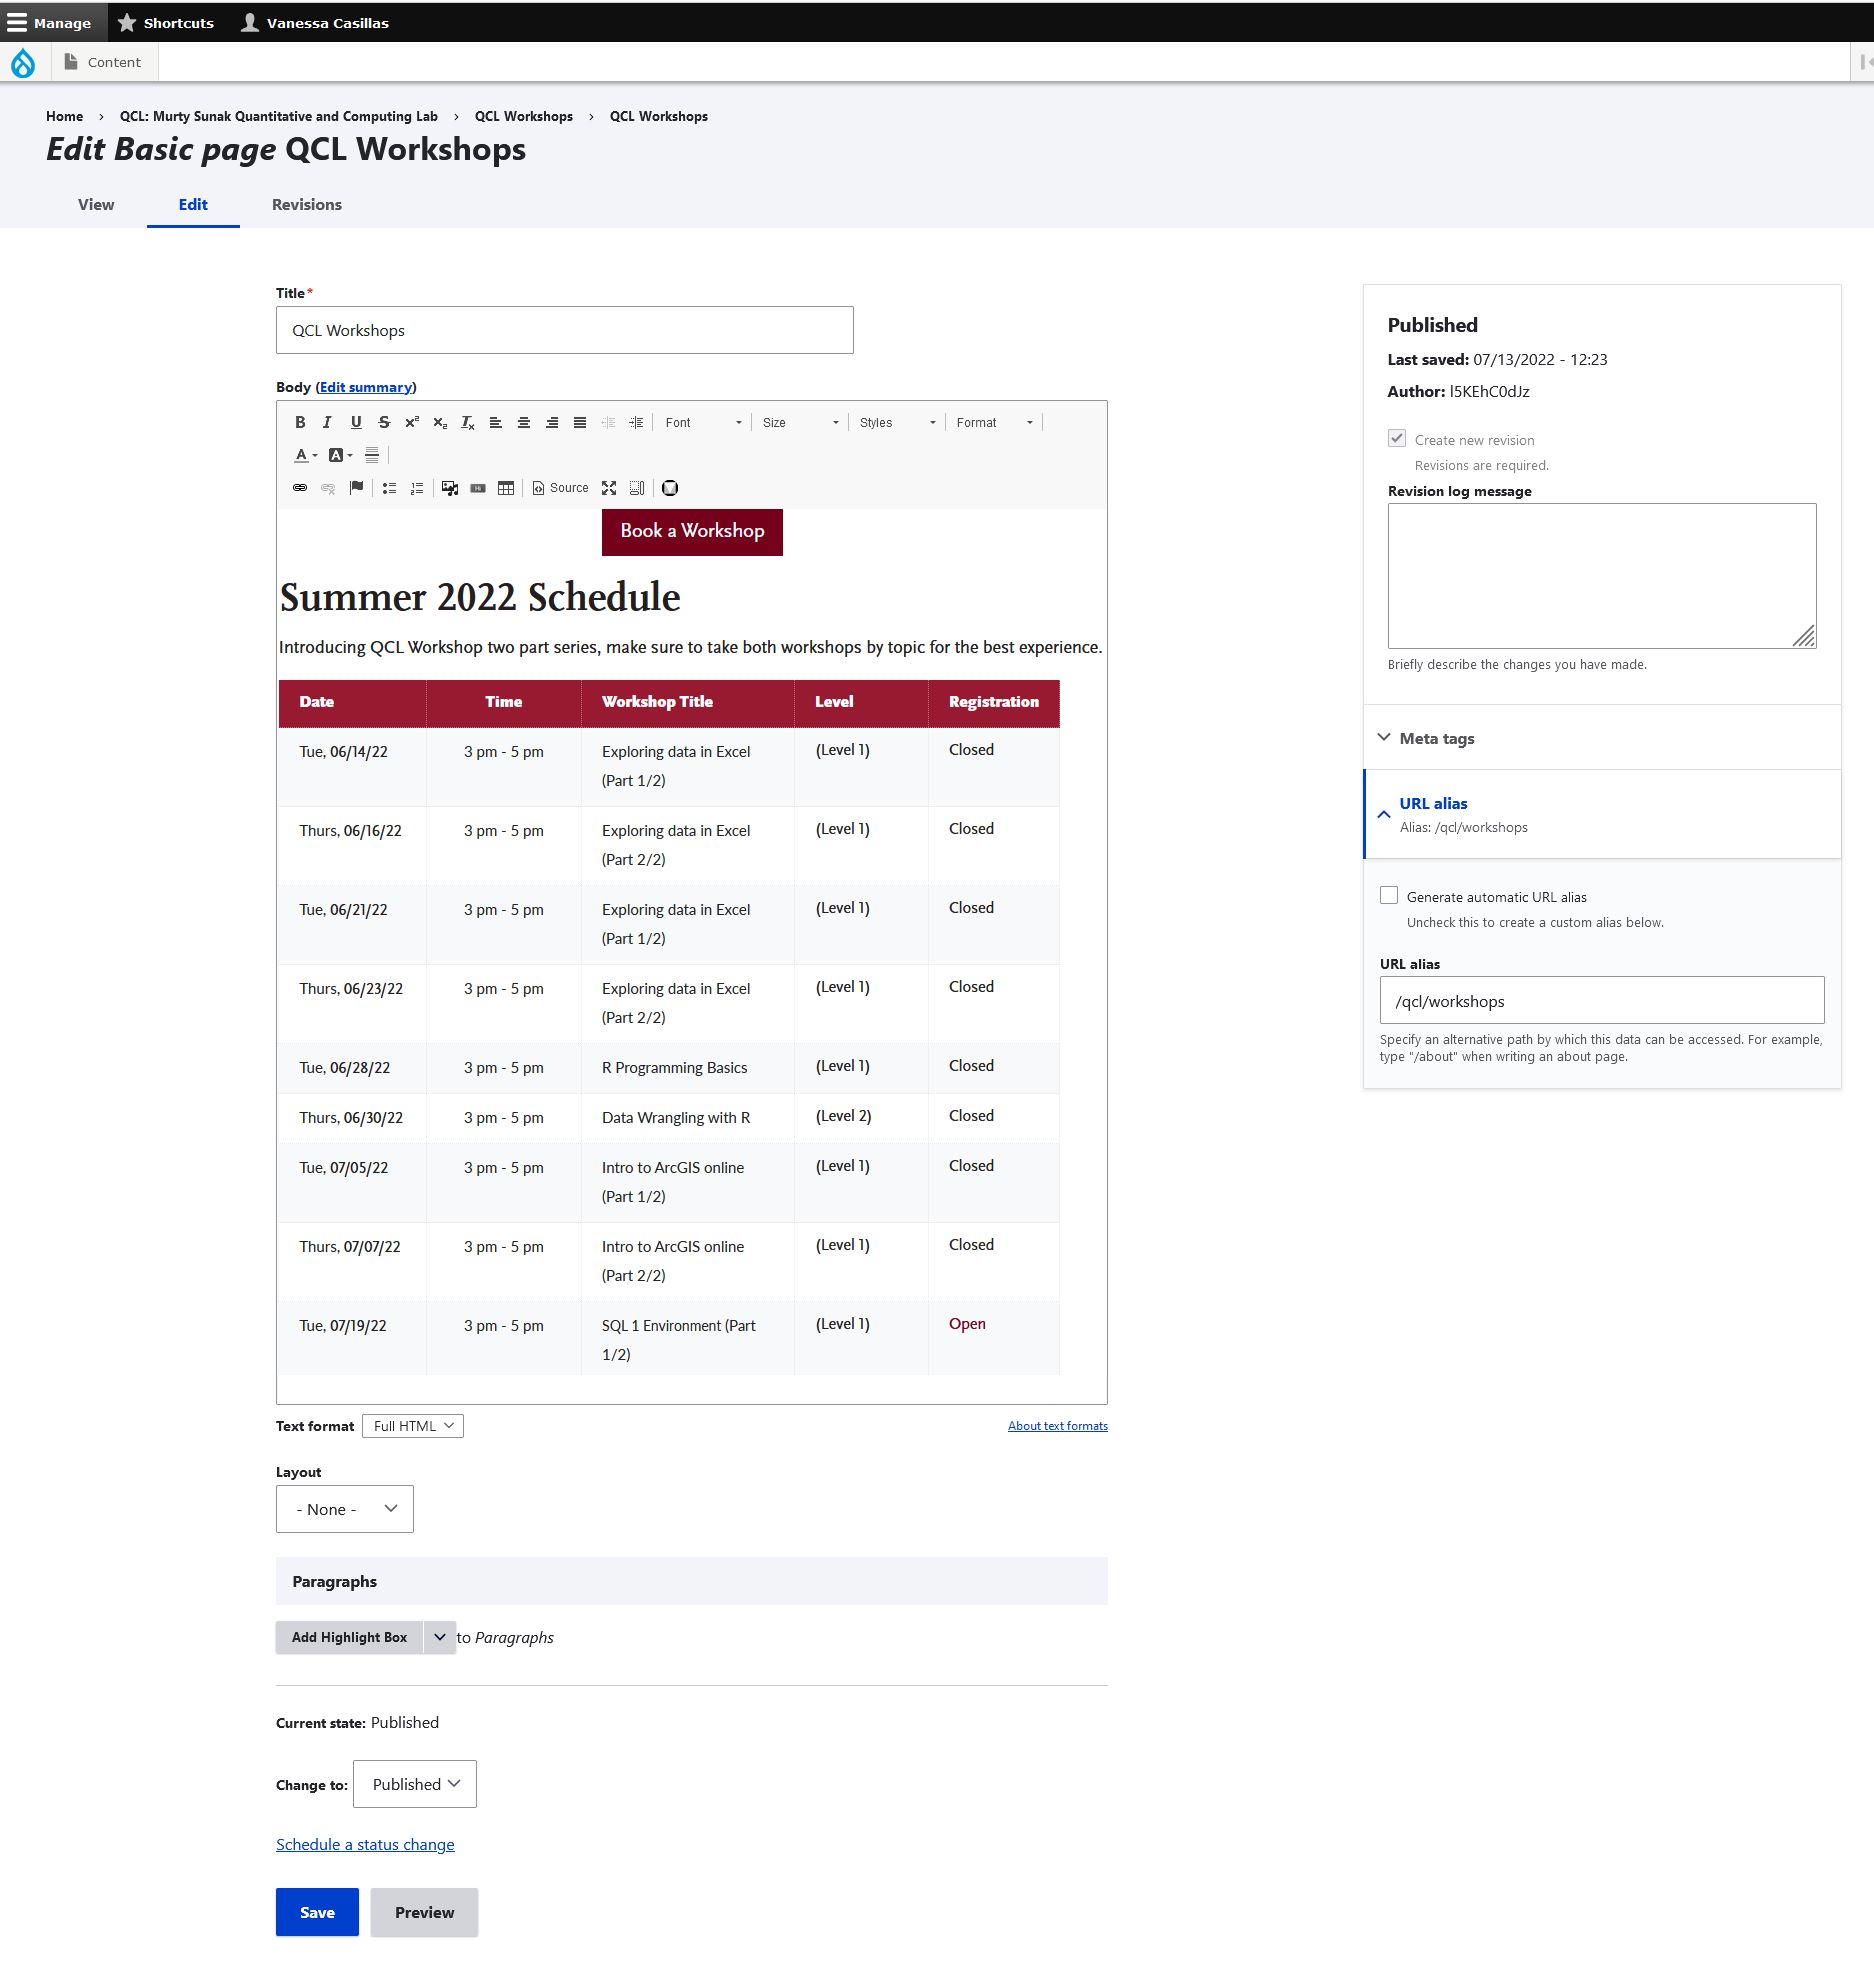 Manage Shortcuts Vanessa Casillas
Content
Home › QCL: Murty Sunak Quantitative and Computing Lab › QCL Workshops › QCL Workshops
Edit Basic page QCL Workshops
View Edit Revisions
Title*
QCL Workshops
Body (Edit summary)
B I U S x² x₂ Tx Font Size Styles Format
A A
Source
Book a Workshop
Summer 2022 Schedule
Introducing QCL Workshop two part series, make sure to take both workshops by topic for the best experience.
Date Time Workshop Title Level Registration
Tue, 06/14/22 3 pm - 5 pm Exploring data in Excel (Level 1) Closed
(Part 1/2)
Thurs, 06/16/22 3 pm - 5 pm Exploring data in Excel (Level 1) Closed
(Part 2/2)
Tue, 06/21/22 3 pm - 5 pm Exploring data in Excel (Level 1) Closed
(Part 1/2)
Thurs, 06/23/22 3 pm - 5 pm Exploring data in Excel (Level 1) Closed
(Part 2/2)
Tue, 06/28/22 3 pm - 5 pm R Programming Basics (Level 1) Closed
Thurs, 06/30/22 3 pm - 5 pm Data Wrangling with R (Level 2) Closed
Tue, 07/05/22 3 pm - 5 pm Intro to ArcGIS online (Level 1) Closed
(Part 1/2)
Thurs, 07/07/22 3 pm - 5 pm Intro to ArcGIS online (Level 1) Closed
(Part 2/2)
Tue, 07/19/22 3 pm - 5 pm SQL 1 Environment (Part (Level 1) Open
1/2)
Text format Full HTML About text formats
Layout
- None -
Paragraphs
Add Highlight Box to Paragraphs
Current state: Published
Change to: Published
Schedule a status change
Save Preview
Published
Last saved: 07/13/2022 - 12:23
Author: l5KEhC0dJz
Create new revision
Revisions are required.
Revision log message
Briefly describe the changes you have made.
Meta tags
URL alias
Alias: /qcl/workshops
Generate automatic URL alias
Uncheck this to create a custom alias below.
URL alias
/qcl/workshops
Specify an alternative path by which this data can be accessed. For example,
type "/about" when writing an about page.